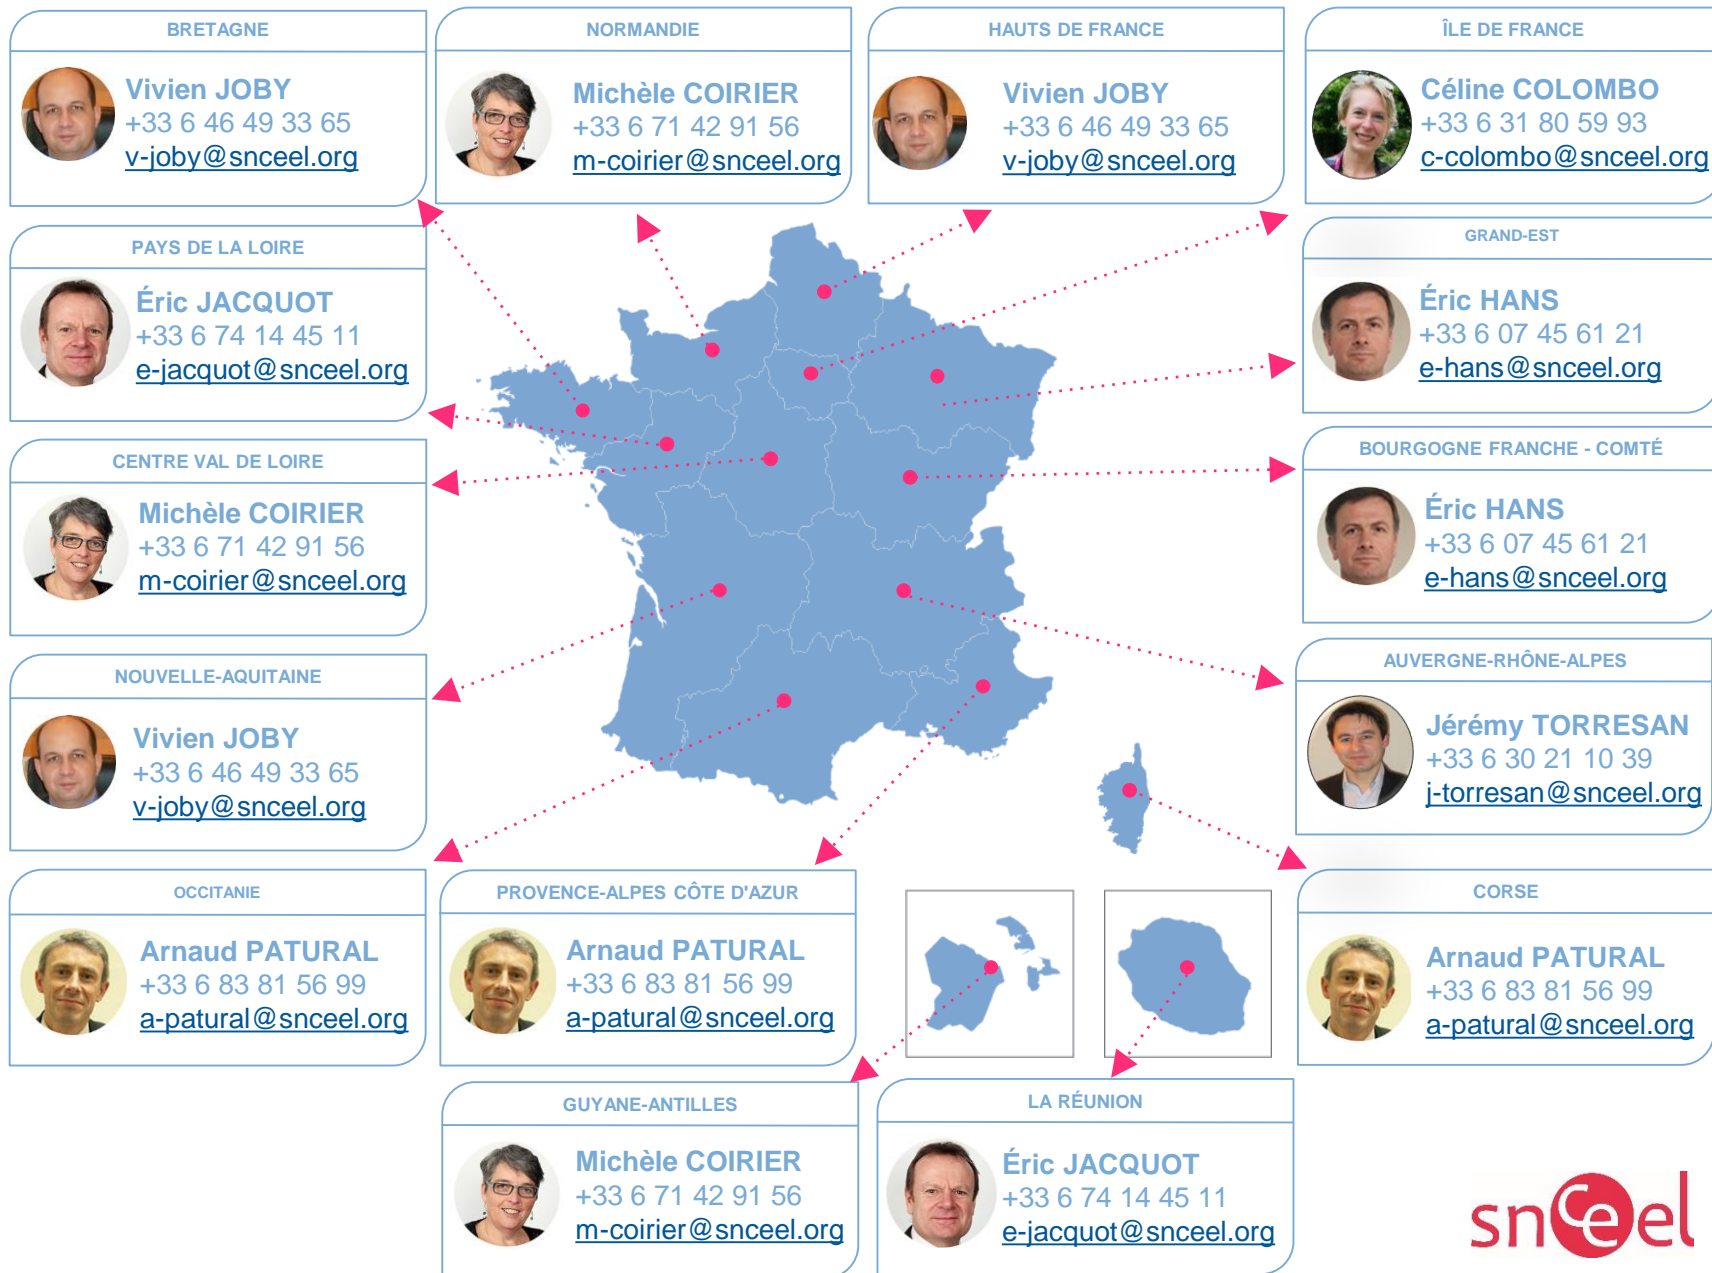 BRETAGNE
Vivien JOBY
+33 6 46 49 33 65
v-joby@snceel.org
NORMANDIE
Michèle COIRIER
+33 6 71 42 91 56
m-coirier@snceel.org
HAUTS DE FRANCE
Vivien JOBY
+33 6 46 49 33 65
v-joby@snceel.org
ÎLE DE FRANCE
Céline COLOMBO
+33 6 31 80 59 93
c-colombo@snceel.org
PAYS DE LA LOIRE
Éric JACQUOT
+33 6 74 14 45 11
e-jacquot@snceel.org
GRAND-EST
Éric HANS
+33 6 07 45 61 21
e-hans@snceel.org
CENTRE VAL DE LOIRE
Michèle COIRIER
+33 6 71 42 91 56
m-coirier@snceel.org
BOURGOGNE FRANCHE - COMTÉ
Éric HANS
+33 6 07 45 61 21
e-hans@snceel.org
NOUVELLE-AQUITAINE
Vivien JOBY
+33 6 46 49 33 65
v-joby@snceel.org
AUVERGNE-RHÔNE-ALPES
Jérémy TORRESAN
+33 6 30 21 10 39
j-torresan@snceel.org
OCCITANIE
Arnaud PATURAL
+33 6 83 81 56 99
a-patural@snceel.org
PROVENCE-ALPES CÔTE D'AZUR
Arnaud PATURAL
+33 6 83 81 56 99
a-patural@snceel.org
CORSE
Arnaud PATURAL
+33 6 83 81 56 99
a-patural@snceel.org
GUYANE-ANTILLES
Michèle COIRIER
+33 6 71 42 91 56
m-coirier@snceel.org
LA RÉUNION
Éric JACQUOT
+33 6 74 14 45 11
e-jacquot@snceel.org
snceel